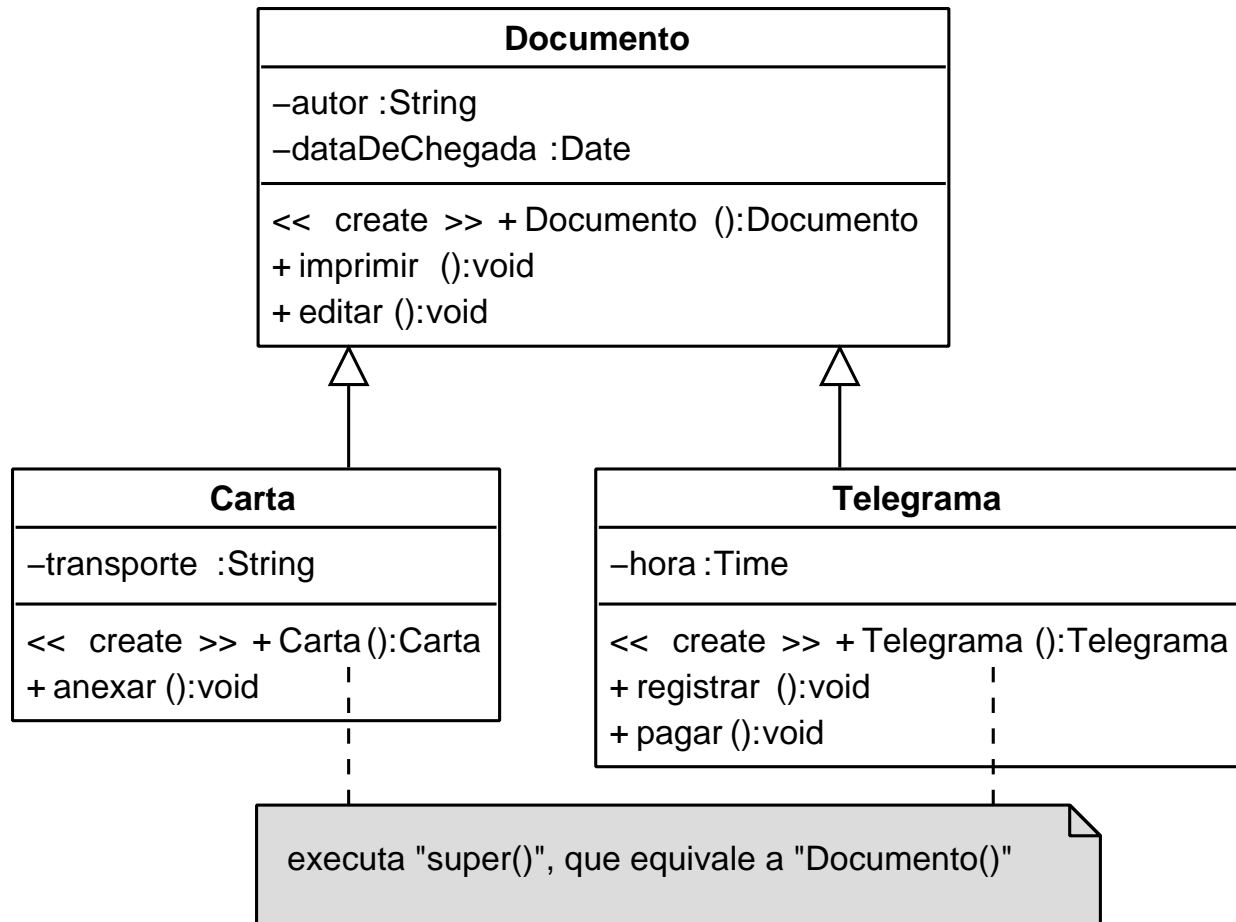 Documento
–autor :String
–dataDeChegada :Date
<< create >> + Documento ():Documento
+ imprimir ():void
+ editar ():void
Carta
–transporte :String
<< create >> + Carta ():Carta
+ anexar ():void
Telegrama
–hora :Time
<< create >> + Telegrama ():Telegrama
+ registrar ():void
+ pagar ():void
executa "super()", que equivale a "Documento()"